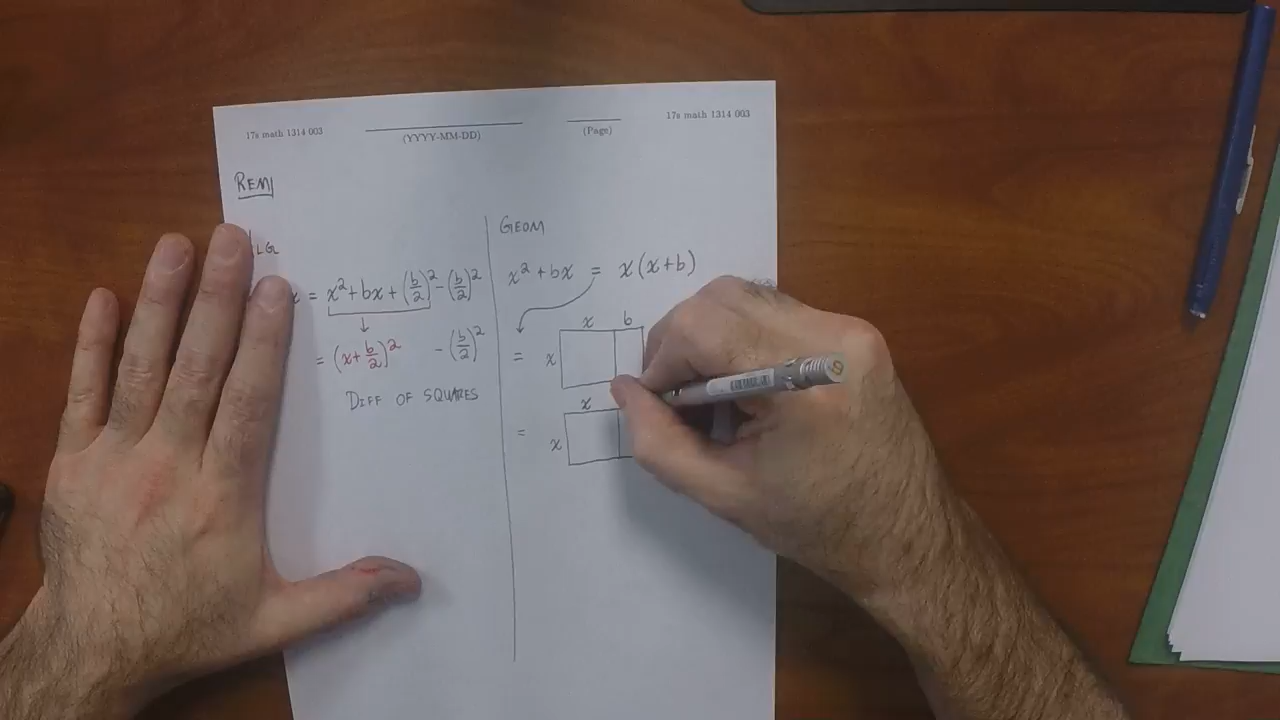 17s math 1314 003
(YYYY-MM-DD)
(Page)
17s math 1314 003
REM
LG
x = x² + bx + (b/2)² - (b/2)²
= (x + b/2)² - (b/2)²
DIFF OF SQUARES
GEOM
x² + bx = x(x+b)
x b
= x
x
= x